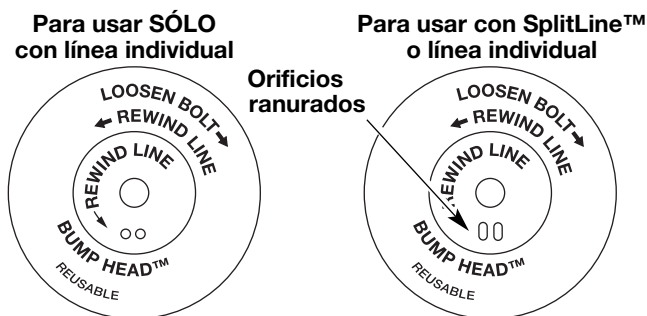 Para usar SÓLO
con línea individual
LOOSEN BOLT
REWIND LINE
REWIND LINE
BUMP HEAD™
REUSABLE
Para usar con SplitLine™
o línea individual
Orificios
ranurados
LOOSEN BOLT
REWIND LINE
REWIND LINE
BUMP HEAD™
REUSABLE